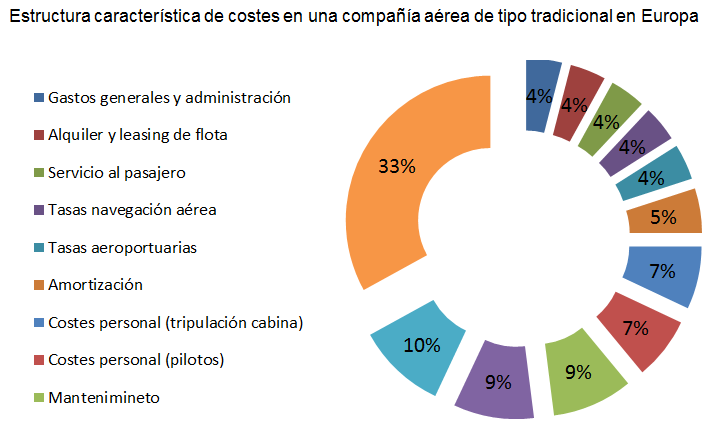 Estructura característica de costes en una compañía aérea de tipo tradicional en Europa
Gastos generales y administración
Alquiler y leasing de flota
Servicio al pasajero
Tasas navegación aérea
Tasas aeroportuarias
Amortización
Costes personal (tripulación cabina)
Costes personal (pilotos)
Mantenimineto
4%
4%
4%
4%
4%
5%
7%
7%
9%
9%
10%
33%